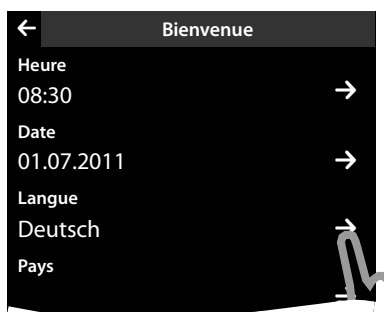 Bienvenue
Heure
08:30
Date
01.07.2011
Langue
Deutsch
Pays